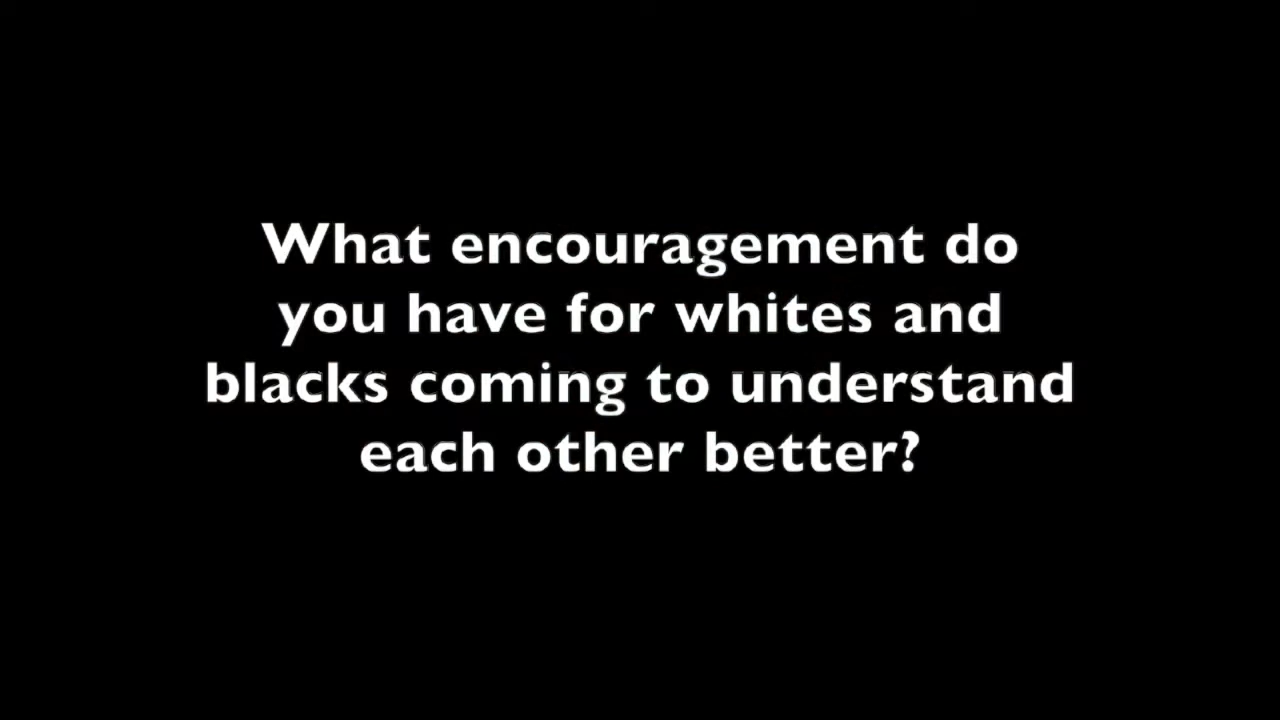 What encouragement do
you have for whites and
blacks coming to understand
each other better?